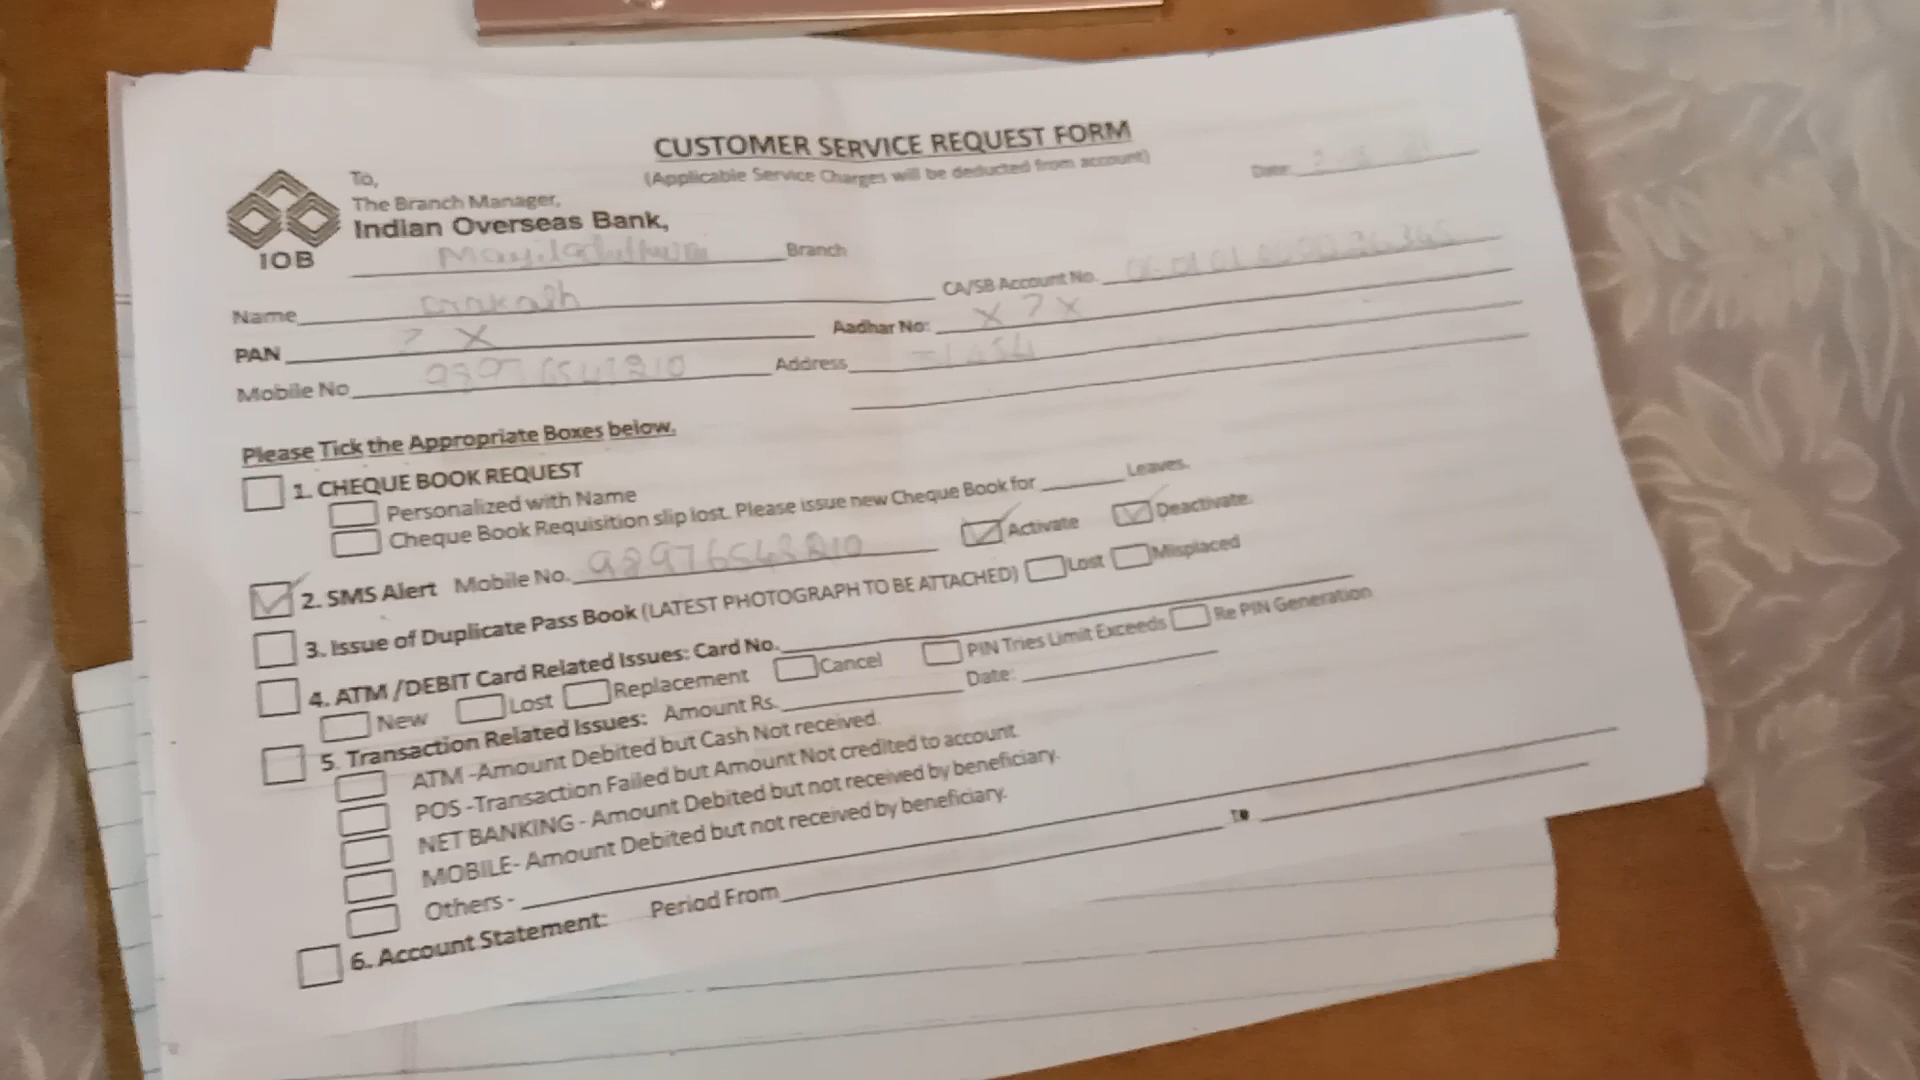 CUSTOMER SERVICE REQUEST FORM
(Applicable Service Charges will be deducted from account)
Date:
To,
The Branch Manager,
Indian Overseas Bank,
IOB
Branch
CA/SB Account No.
Name
PAN ? X
Aadhar No: X ? X
Mobile No
Address
Please Tick the Appropriate Boxes below.
1. CHEQUE BOOK REQUEST
Personalized with Name
Cheque Book Requisition slip lost. Please issue new Cheque Book for Leaves.
2. SMS Alert Mobile No. Activate Deactivate.
3. Issue of Duplicate Pass Book (LATEST PHOTOGRAPH TO BE ATTACHED) Lost Misplaced
4. ATM /DEBIT Card Related Issues: Card No.
New Lost Replacement Cancel PIN Tries Limit Exceeds Re PIN Generation
5. Transaction Related Issues: Amount Rs. Date:
ATM -Amount Debited but Cash Not received.
POS -Transaction Failed but Amount Not credited to account.
NET BANKING - Amount Debited but not received by beneficiary.
MOBILE- Amount Debited but not received by beneficiary.
Others -
6. Account Statement: Period From To